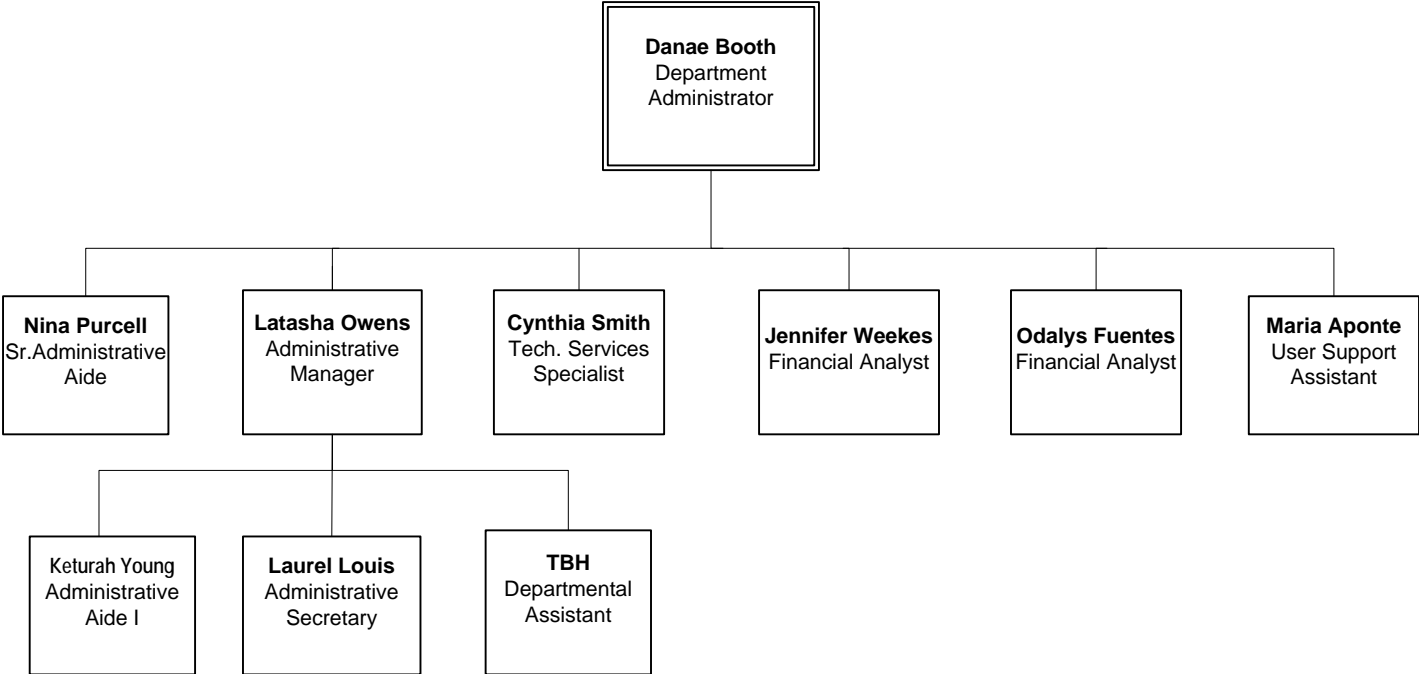 Danae Booth
Department
Administrator
Nina Purcell
Sr.Administrative
Aide
Latasha Owens
Administrative
Manager
Cynthia Smith
Tech. Services
Specialist
Jennifer Weekes
Financial Analyst
Odalys Fuentes
Financial Analyst
Maria Aponte
User Support
Assistant
Keturah Young
Administrative
Aide I
Laurel Louis
Administrative
Secretary
TBH
Departmental
Assistant